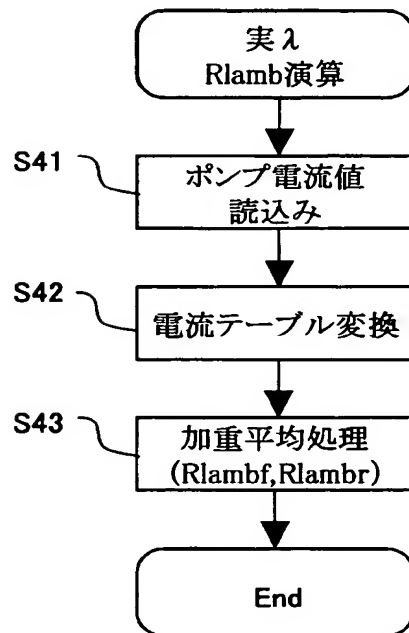 実λ
Rlamb演算
S41
ポンプ電流値
読込み
S42
電流テーブル変換
S43
加重平均処理
(Rlambf,Rlambr)
End